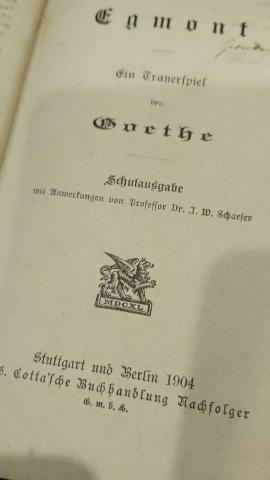 Egmont
Ein Trauerspiel
von
Goethe
Schulausgabe
mit Anmerkungen von Professor Dr. J. W. Schaefer
MDCXL
Stuttgart und Berlin 1904
G. Cotta'sche Buchhandlung Nachfolger
G. m. b. H.